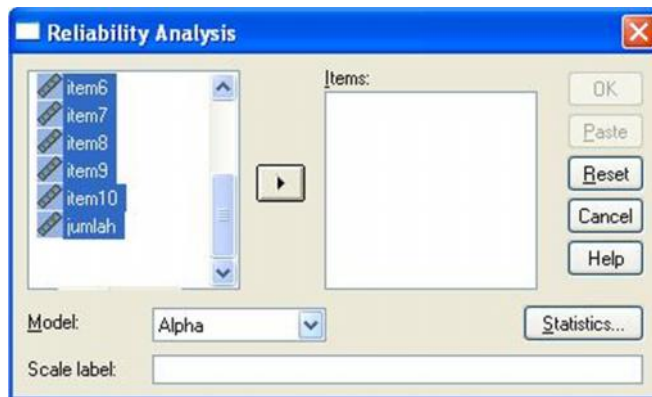 Reliability Analysis
item6
item7
item8
item9
item10
jumlah
Items:
OK
Paste
Reset
Cancel
Help
Model:
Alpha
Statistics...
Scale label: